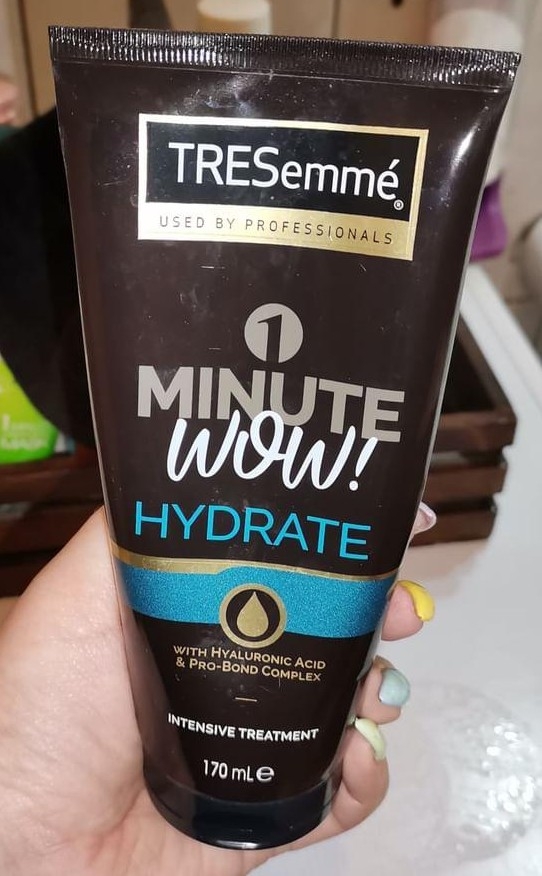 TRESemmé®
USED BY PROFESSIONALS
1
MINUTE
WOW!
HYDRATE
WITH HYALURONIC ACID
& PRO-BOND COMPLEX
INTENSIVE TREATMENT
170 mL e